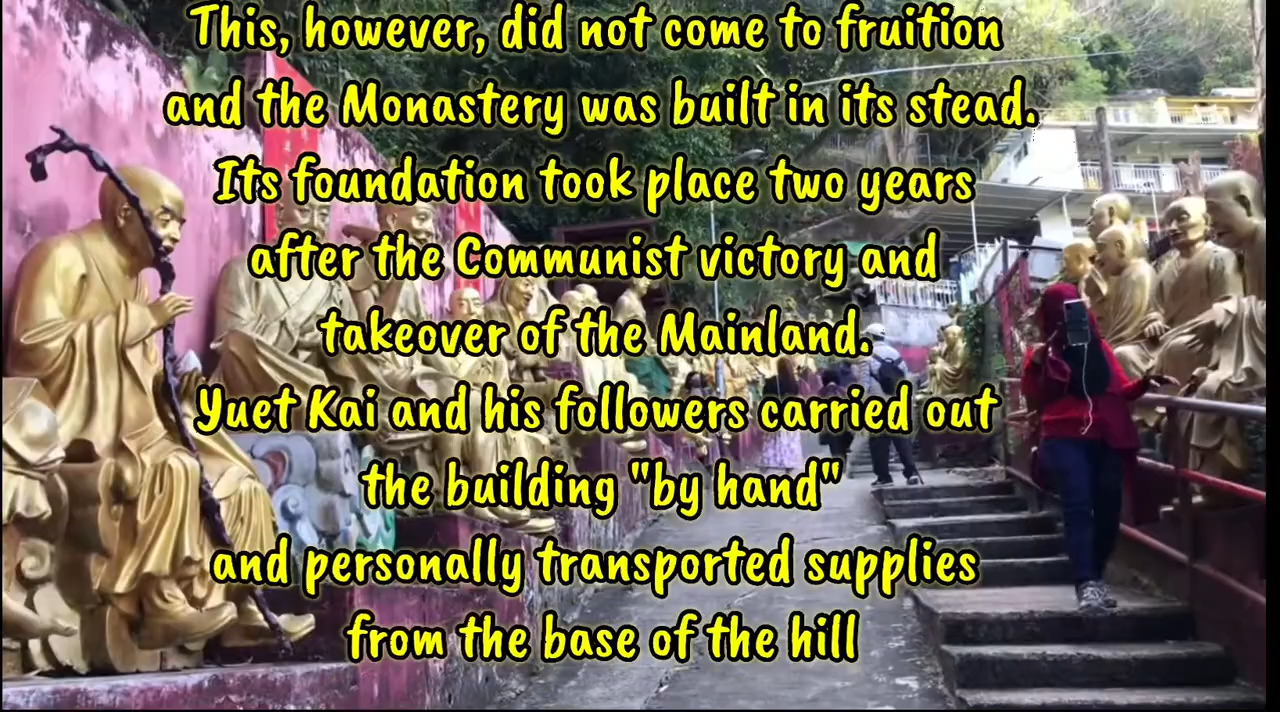 This, however, did not come to fruition
and the Monastery was built in its stead.
Its foundation took place two years
after the Communist victory and
takeover of the Mainland.
Yuet Kai and his followers carried out
the building "by hand"
and personally transported supplies
from the base of the hill